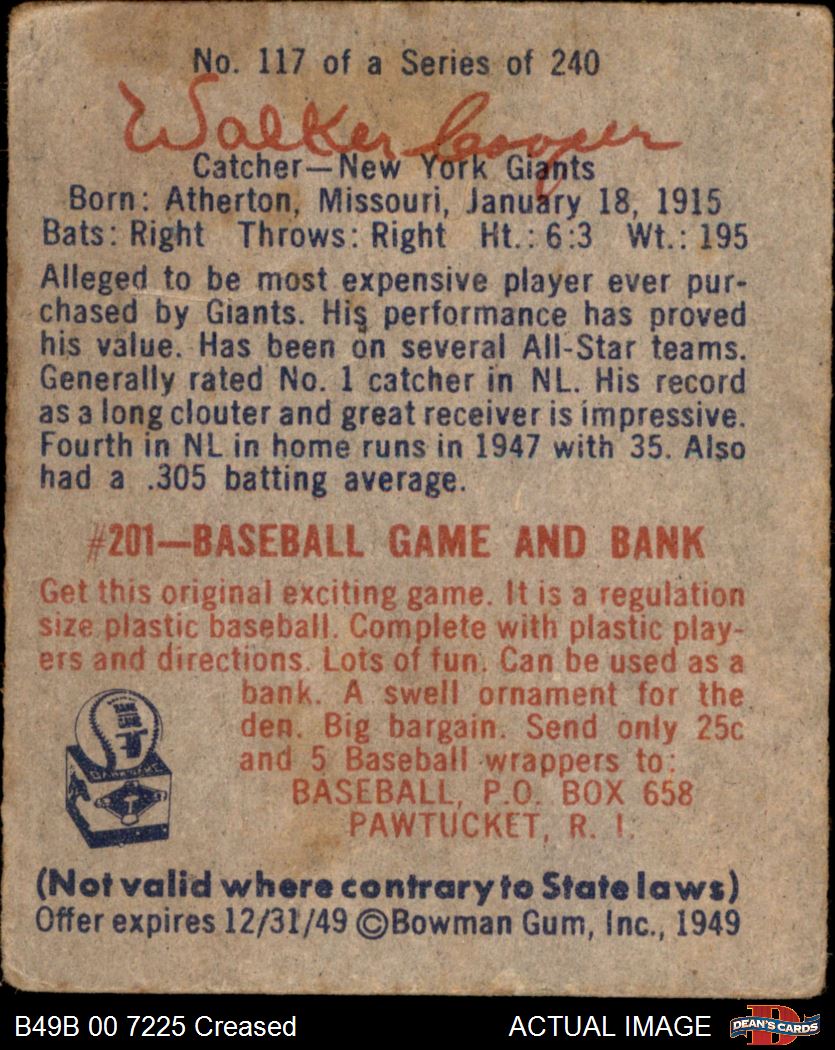 No. 117 of a Series of 240
Walker Cooper
Catcher—New York Giants
Born: Atherton, Missouri, January 18, 1915
Bats: Right Throws: Right Ht.: 6:3 Wt.: 195
Alleged to be most expensive player ever pur-
chased by Giants. His performance has proved
his value. Has been on several All-Star teams.
Generally rated No. 1 catcher in NL. His record
as a long clouter and great receiver is impressive.
Fourth in NL in home runs in 1947 with 35. Also
had a .305 batting average.
#201—BASEBALL GAME AND BANK
Get this original exciting game. It is a regulation
size plastic baseball. Complete with plastic play-
ers and directions. Lots of fun. Can be used as a
bank. A swell ornament for the
den. Big bargain. Send only 25c
and 5 Baseball wrappers to:
BASEBALL, P.O. BOX 658
PAWTUCKET, R. I.
(Not valid where contrary to State laws)
Offer expires 12/31/49 ©Bowman Gum, Inc., 1949
B49B 00 7225 Creased
ACTUAL IMAGE
DEAN'S CARDS